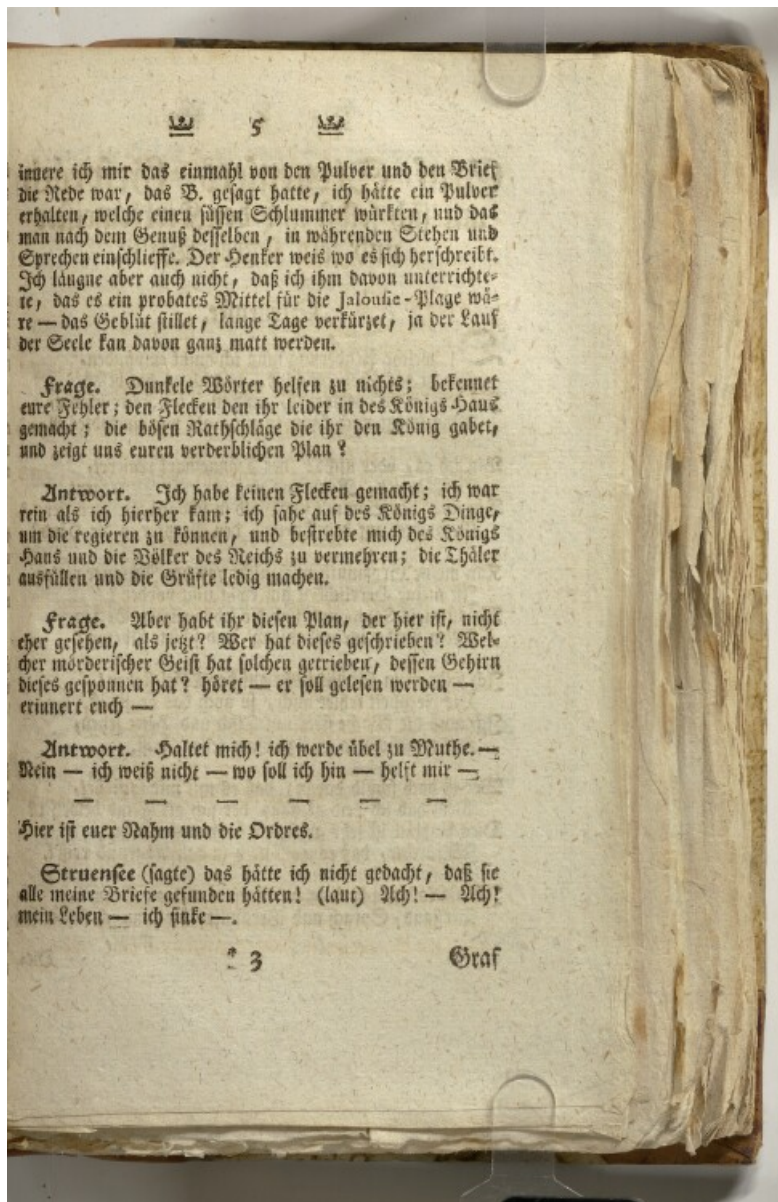 5
innere ich mir das einmahl von den Pulver und den Brief
die Rede war, das B. gesagt hatte, ich hätte ein Pulver
erhalten, welche einen süssen Schlummer würkten, und das
man nach dem Genuß desselben, in währenden Stehen und
Sprechen einschlieffe. Der Henker weis wo es sich herschreibt.
Ich läugne aber auch nicht, daß ich ihm davon unterrichte-
te, das es ein probates Mittel für die Jalousie-Plage wä-
re — das Geblüt stillet, lange Tage verkürzet, ja der Lauf
der Seele kan davon ganz matt werden.
Frage. Dunkele Wörter helfen zu nichts; bekennet
eure Fehler; den Flecken den ihr leider in des Königs Haus
gemacht; die bösen Rathschläge die ihr den König gabet,
und zeigt uns euren verderblichen Plan?
Antwort. Ich habe keinen Flecken gemacht; ich war
rein als ich hierher kam; ich sahe auf des Königs Dinge,
um die regieren zu können, und bestrebte mich des Königs
Haus und die Völker des Reichs zu vermehren; die Thäler
ausfüllen und die Grüfte ledig machen.
Frage. Aber habt ihr diesen Plan, der hier ist, nicht
eher gesehen, als jetzt? Wer hat dieses geschrieben? Wel-
cher mörderischer Geist hat solchen getrieben, dessen Gehirn
dieses gesponnen hat? höret — er soll gelesen werden —
erinnert euch —
Antwort. Haltet mich! ich werde übel zu Muthe. —
Nein — ich weiß nicht — wo soll ich hin — helft mir —
— — — — — —
Hier ist euer Nahm und die Ordres.
Struensee (sagte) das hätte ich nicht gedacht, daß sie
alle meine Briefe gefunden hätten! (laut) Ach! — Ach!
mein Leben — ich sinke —.
* 3 Graf